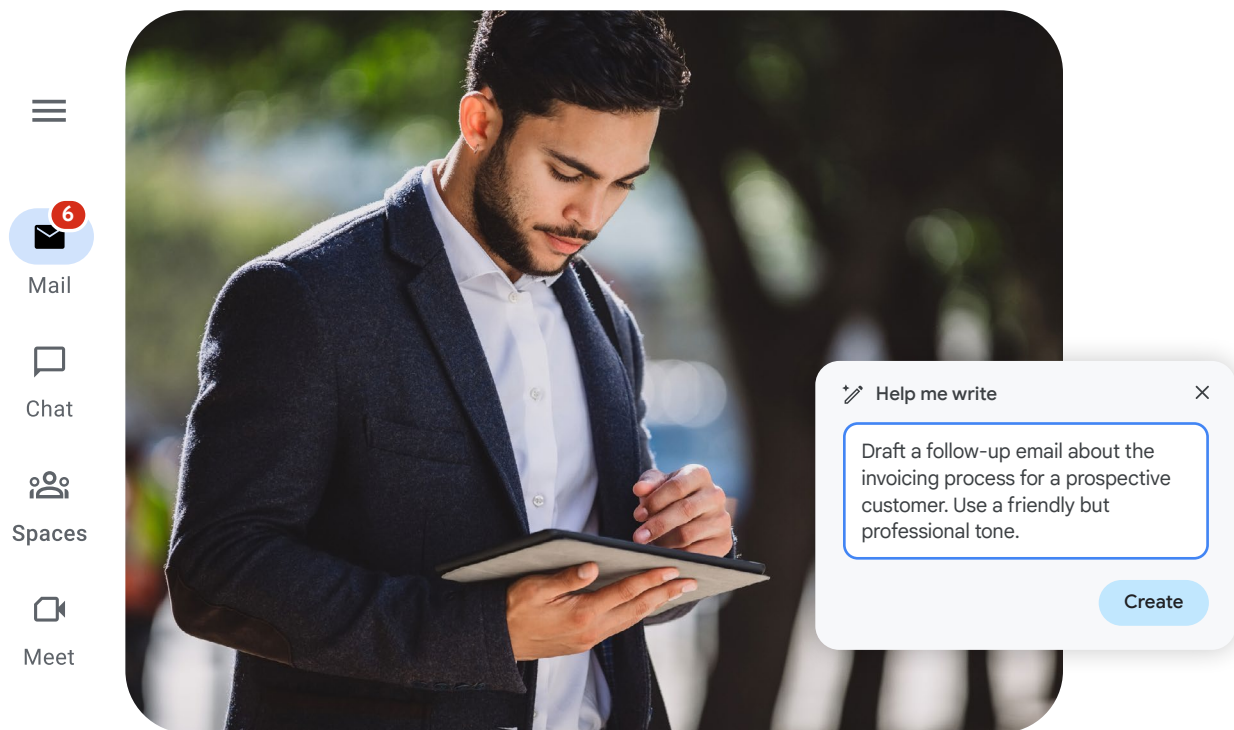 6
Mail
Chat
Spaces
Meet
Help me write
Draft a follow-up email about the
invoicing process for a prospective
customer. Use a friendly but
professional tone.
Create